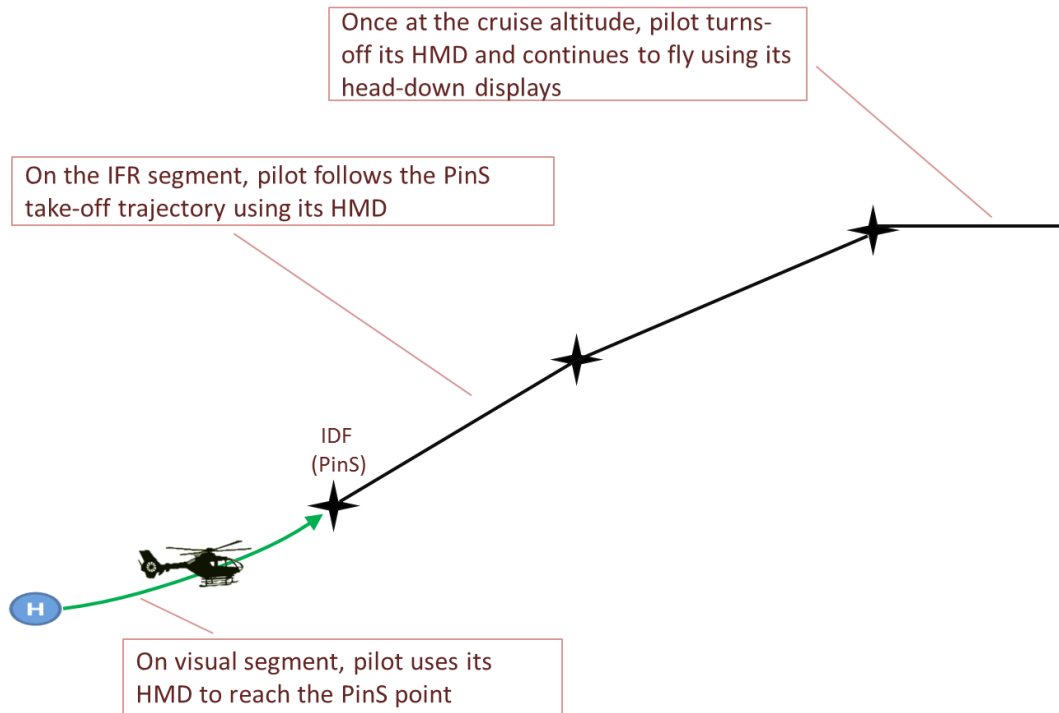 Once at the cruise altitude, pilot turns-
off its HMD and continues to fly using its
head-down displays
On the IFR segment, pilot follows the PinS
take-off trajectory using its HMD
IDF
(PinS)
H
On visual segment, pilot uses its
HMD to reach the PinS point